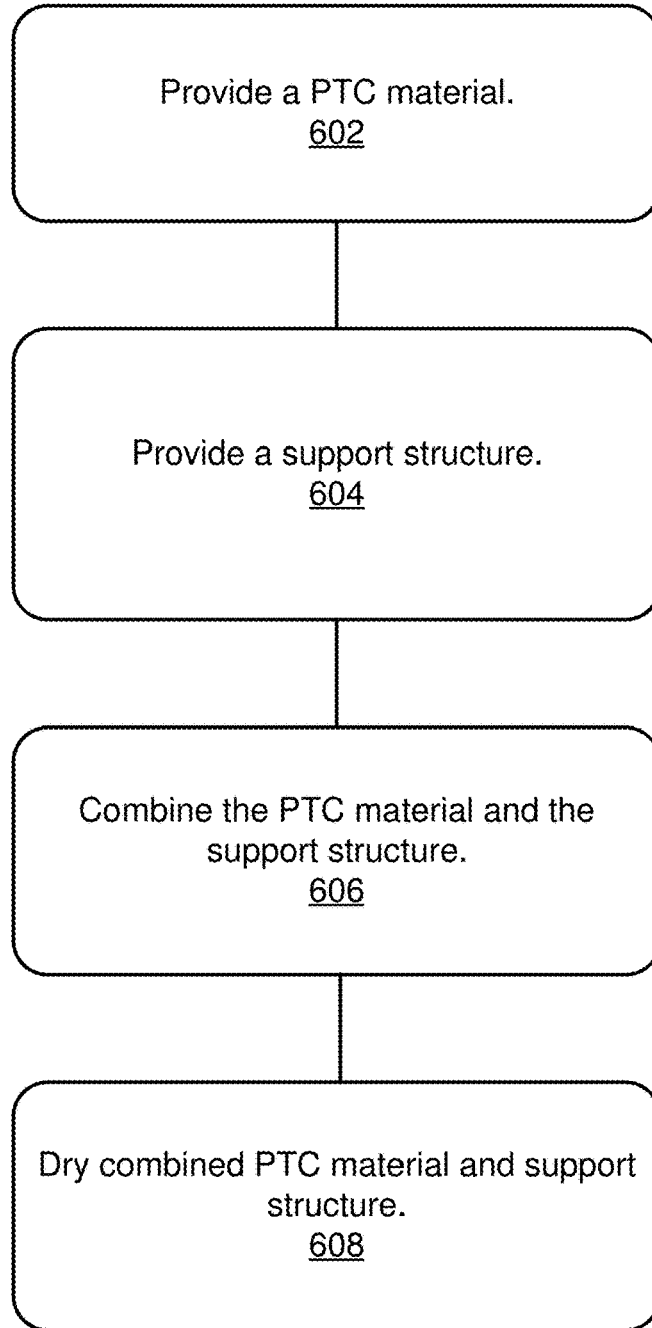 Provide a PTC material.
602
Provide a support structure.
604
Combine the PTC material and the
support structure.
606
Dry combined PTC material and support
structure.
608